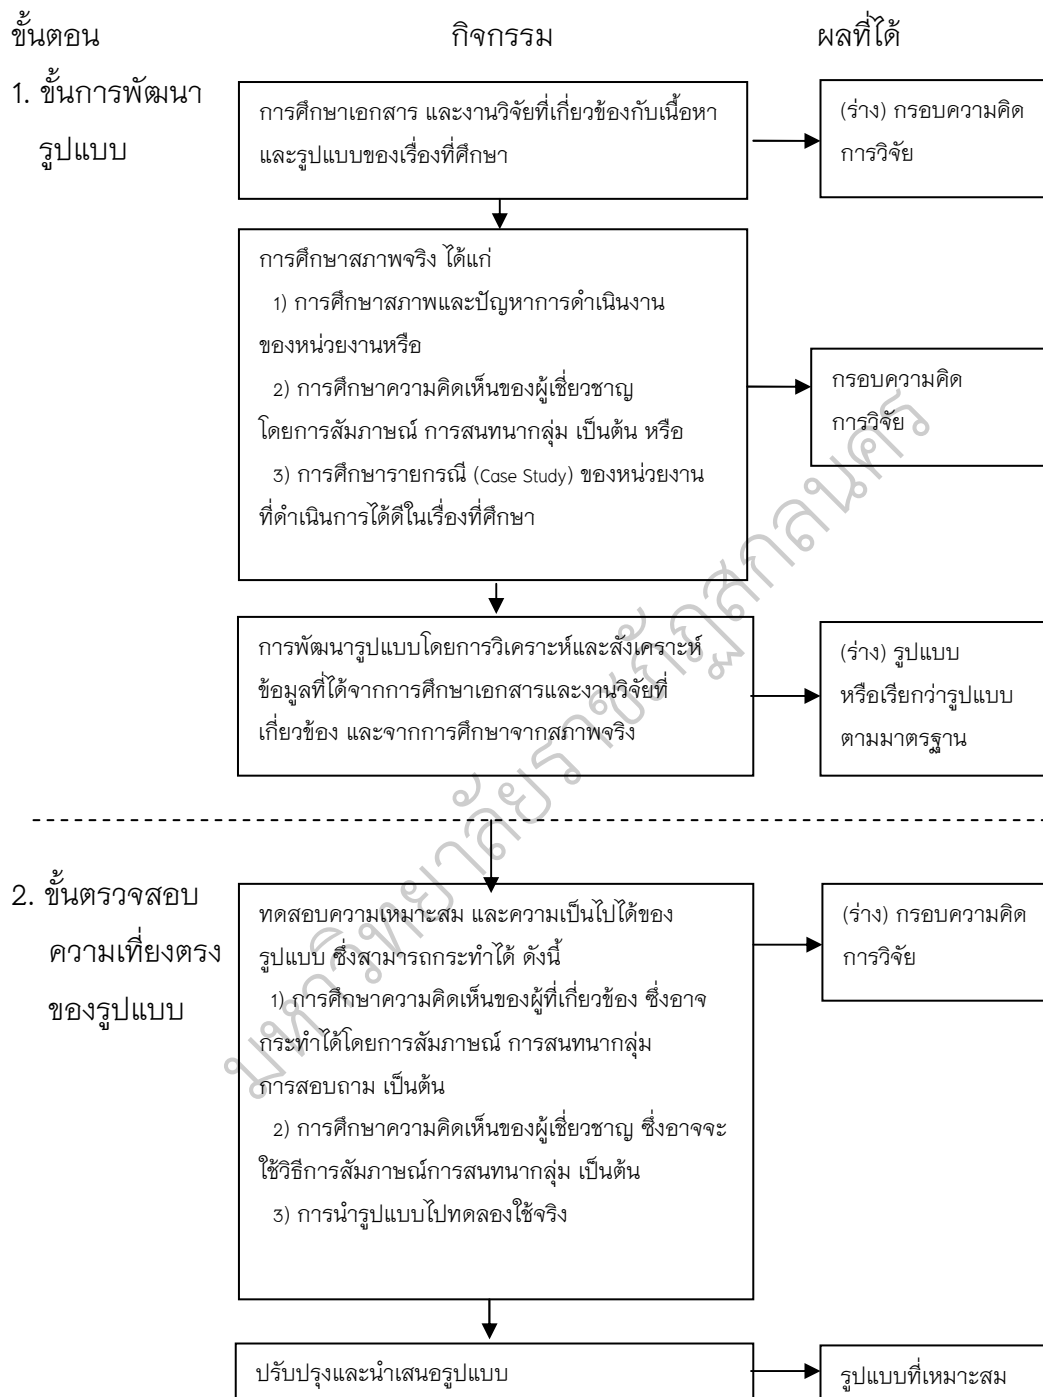 ขั้นตอน
กิจกรรม
ผลที่ได้
1. ขั้นการพัฒนา
รูปแบบ
การศึกษาเอกสาร และงานวิจัยที่เกี่ยวข้องกับเนื้อหา
และรูปแบบของเรื่องที่ศึกษา
(ร่าง) กรอบความคิด
การวิจัย
การศึกษาสภาพจริง ได้แก่
1) การศึกษาสภาพและปัญหาการดำเนินงาน
ของหน่วยงานหรือ
2) การศึกษาความคิดเห็นของผู้เชี่ยวชาญ
โดยการสัมภาษณ์ การสนทนากลุ่ม เป็นต้น หรือ
3) การศึกษารายกรณี (Case Study) ของหน่วยงาน
ที่ดำเนินการได้ดีในเรื่องที่ศึกษา
กรอบความคิด
การวิจัย
การพัฒนารูปแบบโดยการวิเคราะห์และสังเคราะห์
ข้อมูลที่ได้จากการศึกษาเอกสารและงานวิจัยที่
เกี่ยวข้อง และจากการศึกษาจากสภาพจริง
(ร่าง) รูปแบบ
หรือเรียกว่ารูปแบบ
ตามมาตรฐาน
2. ขั้นตรวจสอบ
ความเที่ยงตรง
ของรูปแบบ
ทดสอบความเหมาะสม และความเป็นไปได้ของ
รูปแบบ ซึ่งสามารถกระทำได้ ดังนี้
1) การศึกษาความคิดเห็นของผู้ที่เกี่ยวข้อง ซึ่งอาจ
กระทำได้โดยการสัมภาษณ์ การสนทนากลุ่ม
การสอบถาม เป็นต้น
2) การศึกษาความคิดเห็นของผู้เชี่ยวชาญ ซึ่งอาจจะ
ใช้วิธีการสัมภาษณ์การสนทนากลุ่ม เป็นต้น
3) การนำรูปแบบไปทดลองใช้จริง
(ร่าง) กรอบความคิด
การวิจัย
ปรับปรุงและนำเสนอรูปแบบ
รูปแบบที่เหมาะสม
มหาวิทยาลัยราชภัฏสกลนคร